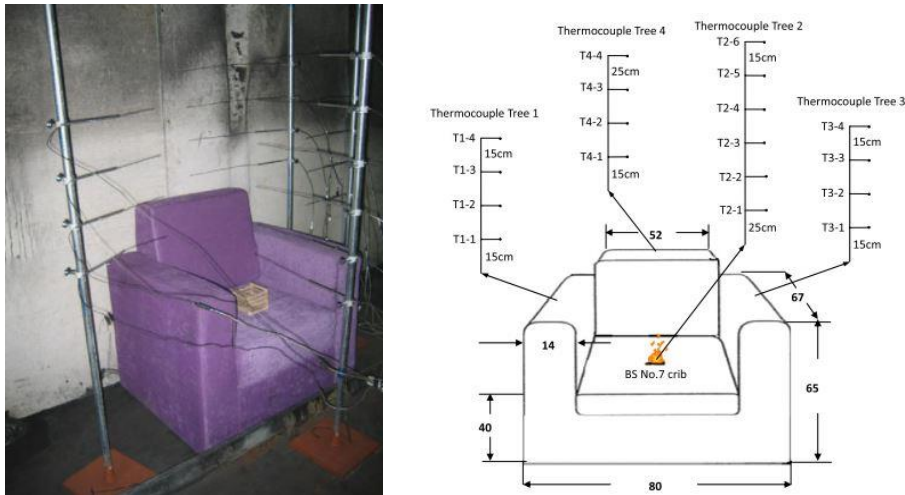 Thermocouple Tree 1
T1-4
15cm
T1-3
T1-2
T1-1
15cm
Thermocouple Tree 4
T4-4
25cm
T4-3
T4-2
T4-1
15cm
Thermocouple Tree 2
T2-6
15cm
T2-5
T2-4
T2-3
T2-2
T2-1
25cm
Thermocouple Tree 3
T3-4
15cm
T3-3
T3-2
T3-1
15cm
52
67
14
BS No.7 crib
65
40
80